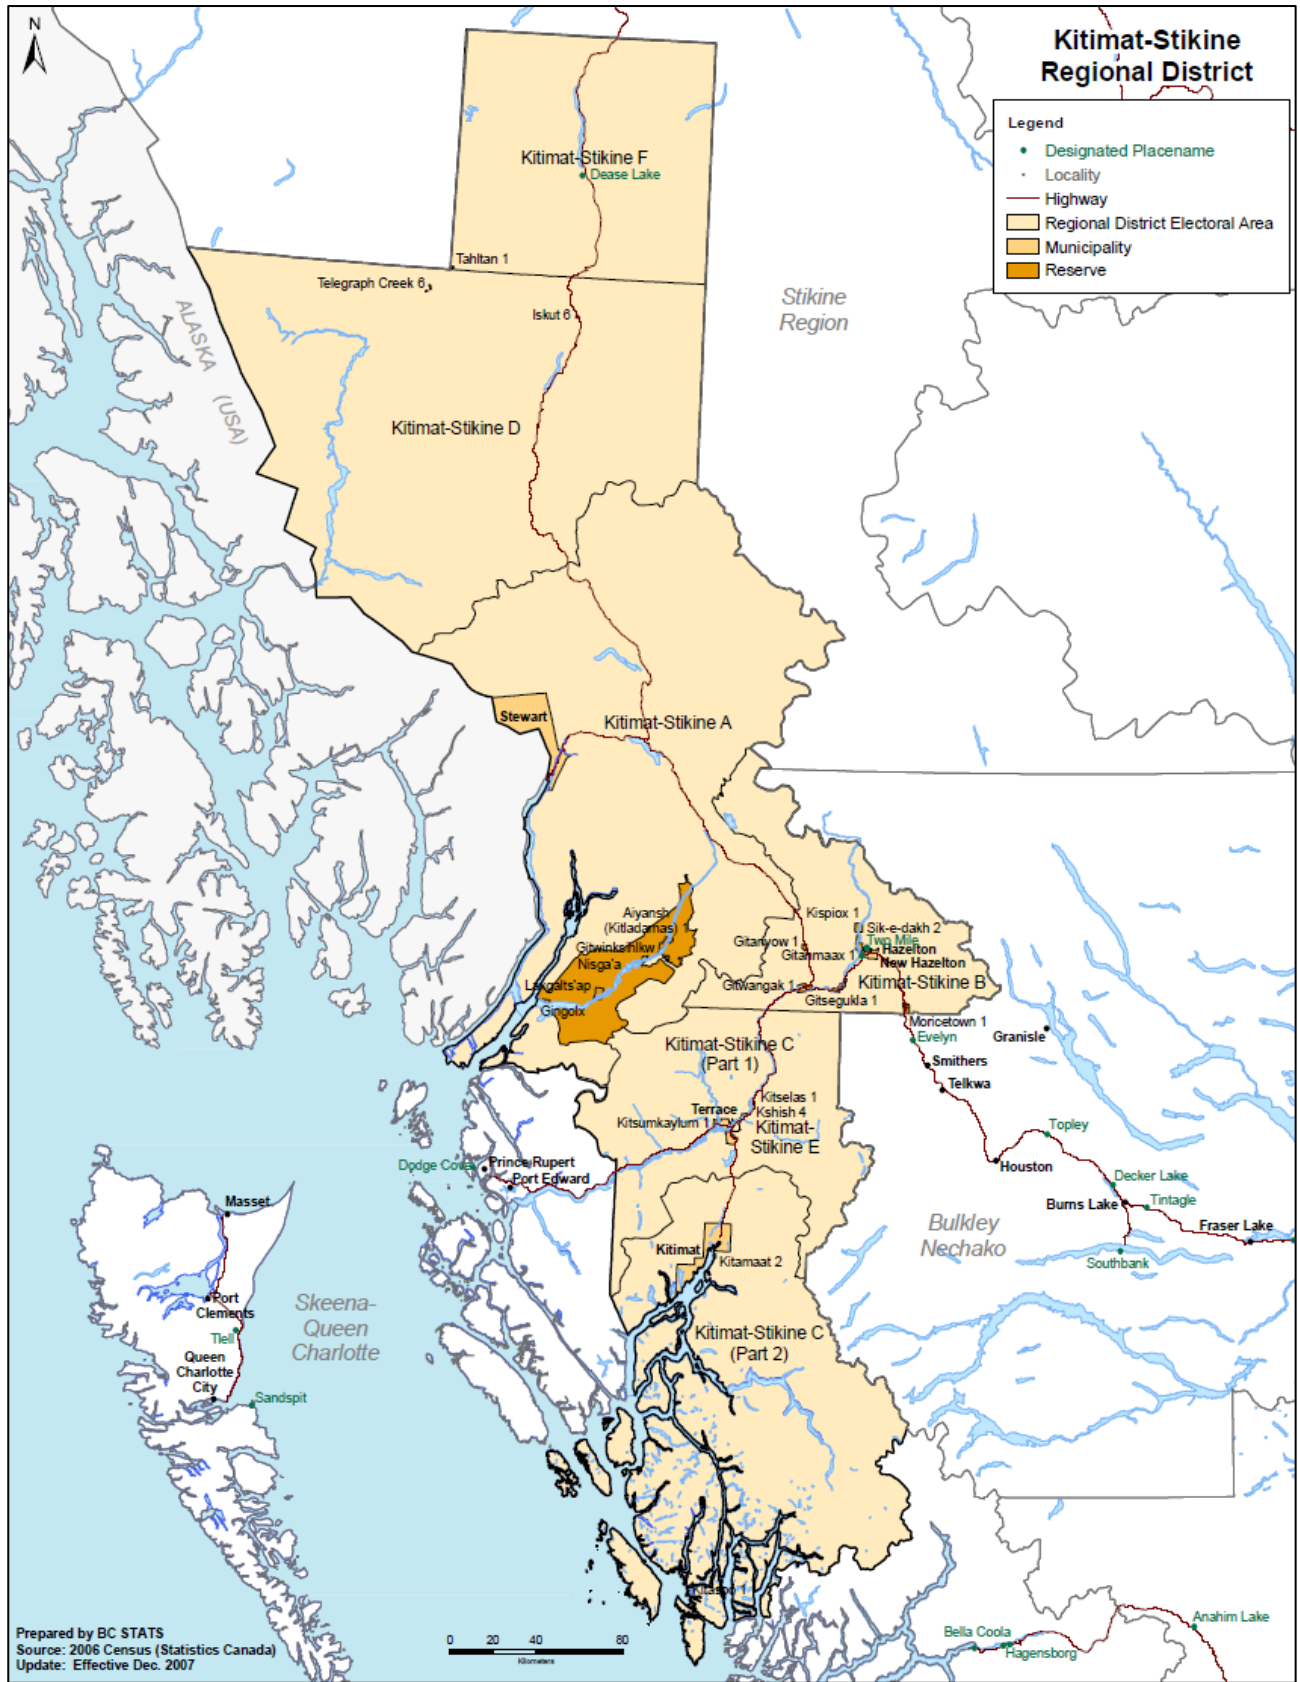 N
Kitimat-Stikine
Regional District
Legend
Designated Placename
Locality
Highway
Regional District Electoral Area
Municipality
Reserve
Kitimat-Stikine F
Dease Lake
Tahltan 1
Telegraph Creek 6
Iskut 6
Stikine
Region
ALASKA
(USA)
Kitimat-Stikine D
Stewart
Kitimat-Stikine A
Aiyansh
(Kitladamas) 1
Gitwinksihlkw
Nisga'a
Laxgalts'ap
Gingolx
Kispiox 1
Sik-e-dakh 2
Two Mile
Gitanyow 1
Hazelton
Gitanmaax 1
New Hazelton
Gitwangak 1
Kitimat-Stikine B
Gitsegukla 1
Moricetown 1
Evelyn
Granisle
Smithers
Telkwa
Kitimat-Stikine C
(Part 1)
Kitselas 1
Terrace
Kshish 4
Kitsumkaylum 1
Kitimat-
Stikine E
Topley
Houston
Dodge Cove
Prince Rupert
Port Edward
Decker Lake
Burns Lake
Tintagle
Fraser Lake
Masset
Bulkley
Nechako
Southbank
Kitimat
Kitamaat 2
Port
Clements
Skeena-
Queen
Charlotte
Tlell
Kitimat-Stikine C
(Part 2)
Queen
Charlotte
City
Sandspit
Kitasoo 1
Anahim Lake
Bella Coola
Hagensborg
Prepared by BC STATS
Source: 2006 Census (Statistics Canada)
Update: Effective Dec. 2007
0 20 40 80
Kilometers